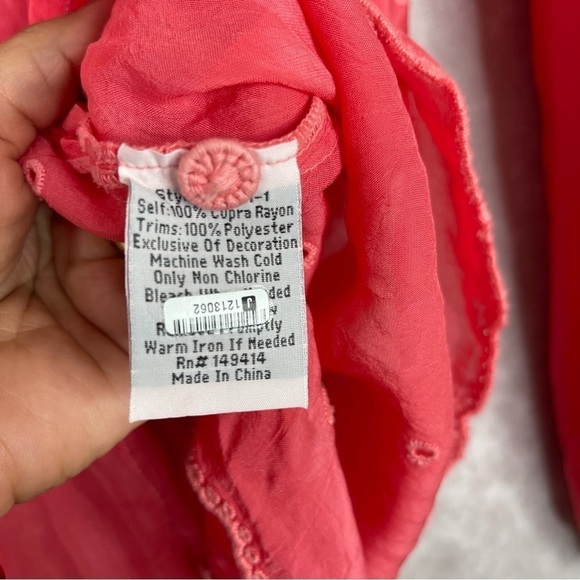 Self:100% Cupra Rayon
Trims:100% Polyester
Exclusive Of Decoration
Machine Wash Cold
Only Non Chlorine
Bleach
1213062
Warm Iron If Needed
Rn# 149414
Made In China